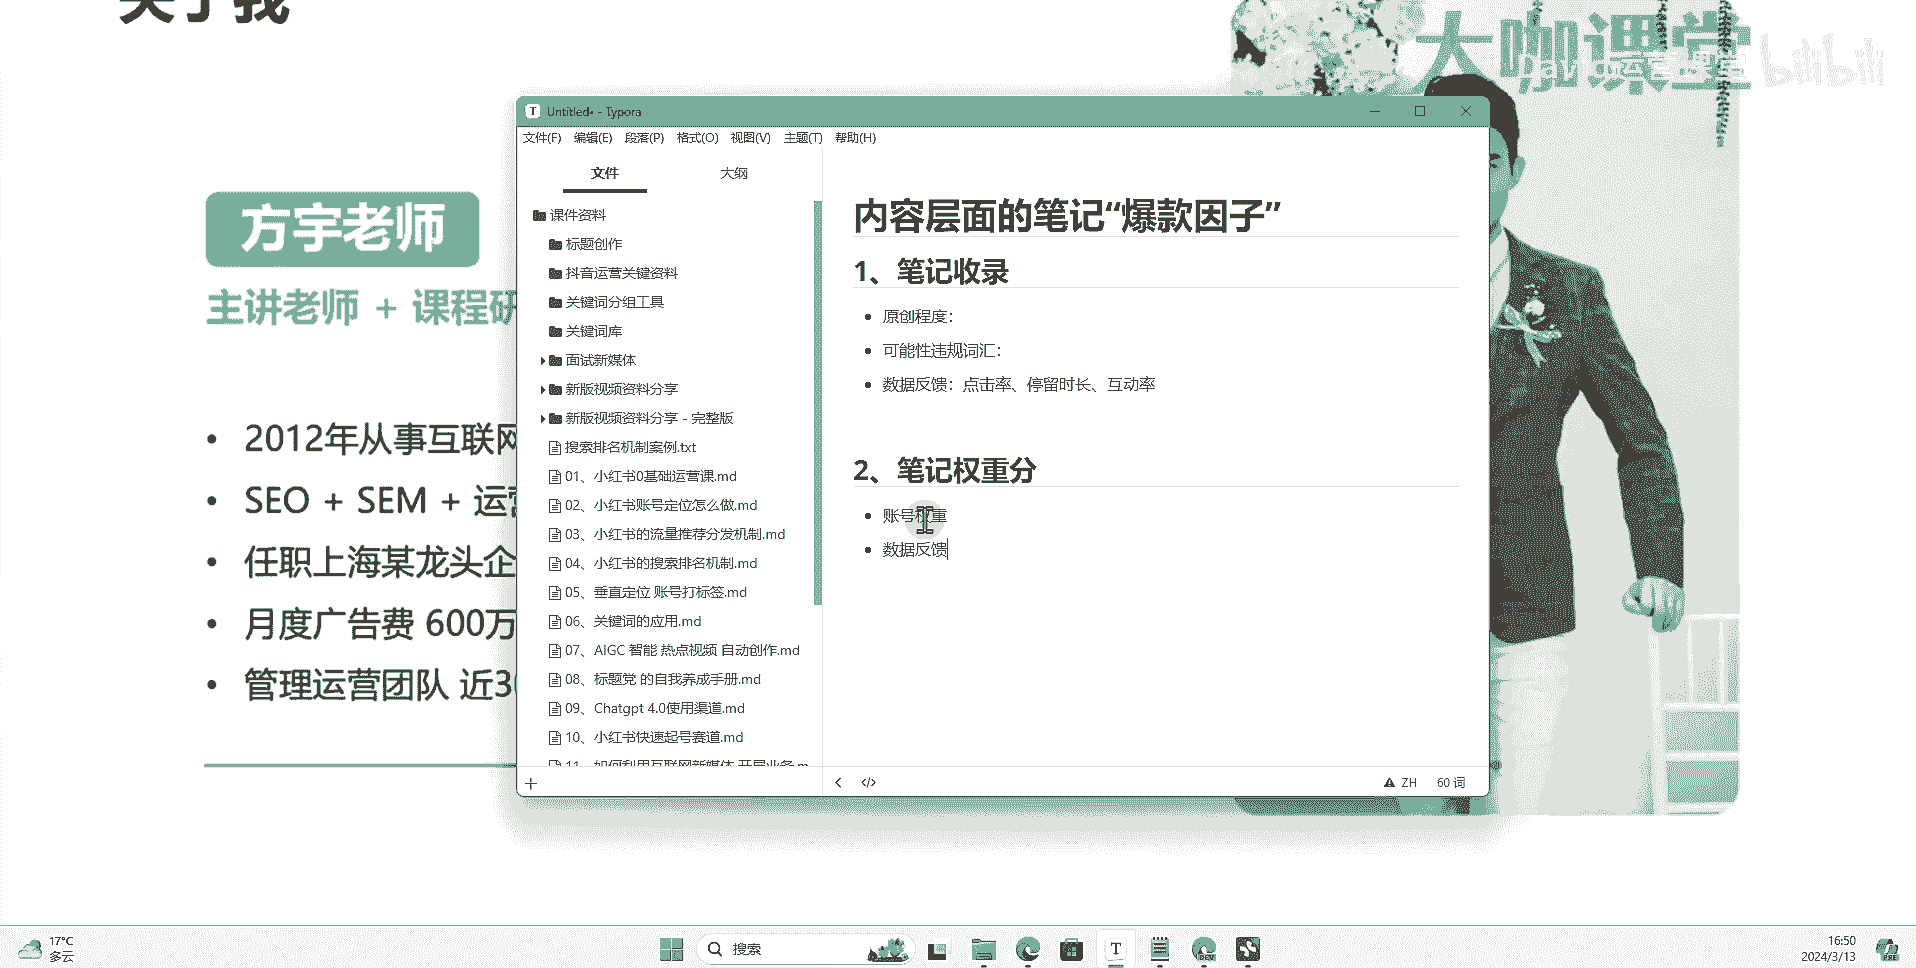 关于我
大咖课堂
bilibili
方宇老师
主讲老师 + 课程研
2012年从事互联网
SEO + SEM + 运营
任职上海某龙头企
月度广告费 600万
管理运营团队 近30
Untitled• - Typora
文件(F) 编辑(E) 段落(P) 格式(O) 视图(V) 主题(T) 帮助(H)
文件 大纲
课件资料
标题创作
抖音运营关键资料
关键词分组工具
关键词库
面试新媒体
新版视频资料分享
新版视频资料分享 - 完整版
搜索排名机制案例.txt
01、小红书0基础运营课.md
02、小红书账号定位怎么做.md
03、小红书的流量推荐分发机制.md
04、小红书的搜索排名机制.md
05、垂直定位 账号打标签.md
06、关键词的应用.md
07、AIGC 智能 热点视频 自动创作.md
08、标题党 的自我养成手册.md
09、Chatgpt 4.0使用渠道.md
10、小红书快速起号赛道.md
11、如何利用互联网新媒体 开展业务.m
内容层面的笔记“爆款因子”
1、笔记收录
原创程度：
可能性违规词汇：
数据反馈：点击率、停留时长、互动率
2、笔记权重分
账号权重
数据反馈
ZH 60 词
17°C
多云
搜索
16:50
2024/3/13